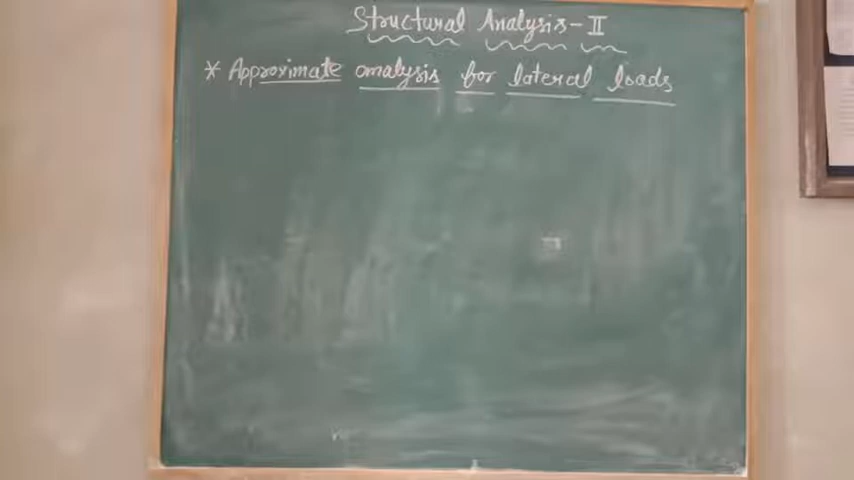 Structural Analysis-II
* Approximate analysis for lateral loads